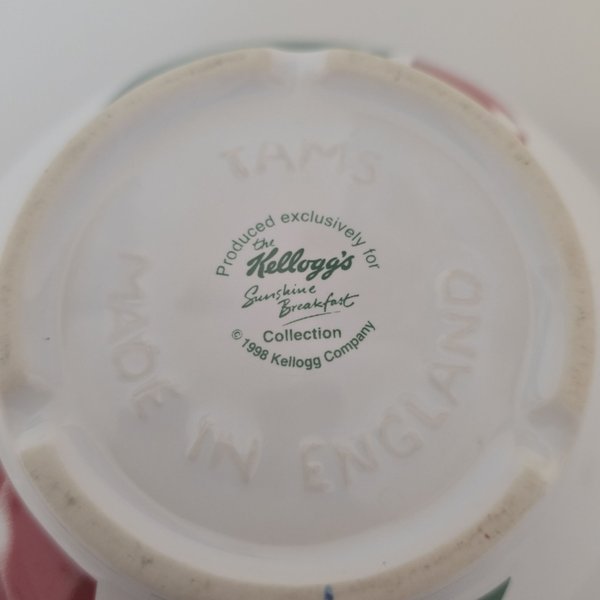 TAMS
Produced exclusively for
the
Kellogg's
Sunshine
Breakfast
Collection
© 1998 Kellogg Company
MADE IN ENGLAND